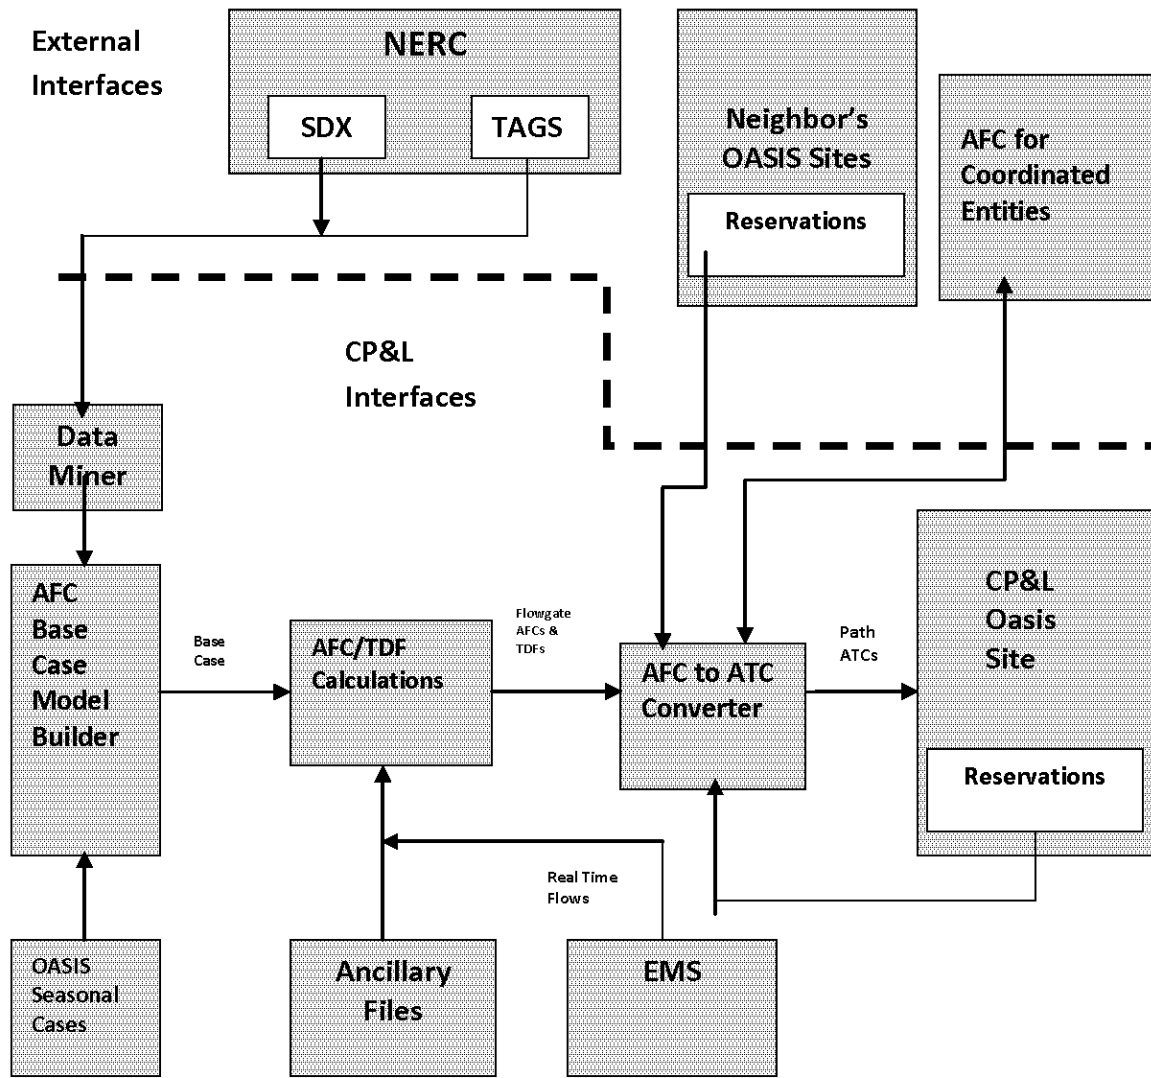 External
Interfaces
NERC
SDX
TAGS
Neighbor's
OASIS Sites
Reservations
AFC for
Coordinated
Entities
CP&L
Interfaces
Data
Miner
AFC
Base
Case
Model
Builder
Base
Case
AFC/TDF
Calculations
Flowgate
AFCs &
TDFs
AFC to ATC
Converter
Path
ATCs
CP&L
Oasis
Site
Reservations
Real Time
Flows
OASIS
Seasonal
Cases
Ancillary
Files
EMS